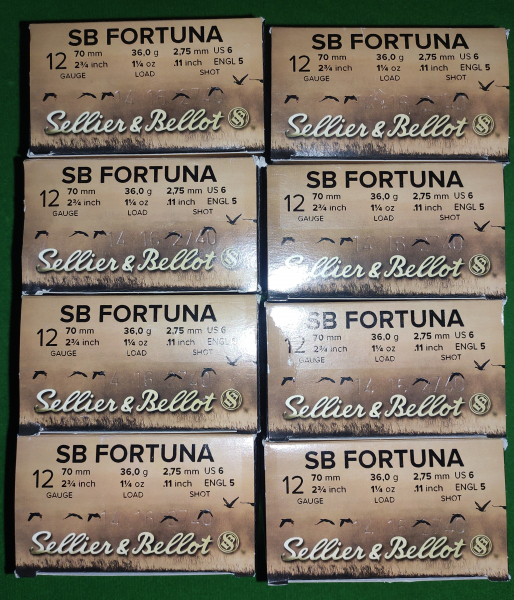 SB FORTUNA
12 70 mm 36,0 g 2,75 mm US 6
2¾ inch 1¼ oz .11 inch ENGL 5
GAUGE LOAD SHOT
Sellier & Bellot SB
SB FORTUNA
12 70 mm 36,0 g 2,75 mm US 6
2¾ inch 1¼ oz .11 inch ENGL 5
GAUGE LOAD SHOT
Sellier & Bellot SB
SB FORTUNA
12 70 mm 36,0 g 2,75 mm US 6
2¾ inch 1¼ oz .11 inch ENGL 5
GAUGE LOAD SHOT
14 16 2740
Sellier & Bellot SB
SB FORTUNA
12 70 mm 36,0 g 2,75 mm US 6
2¾ inch 1¼ oz .11 inch ENGL 5
GAUGE LOAD SHOT
Sellier & Bellot SB
SB FORTUNA
12 70 mm 36,0 g 2,75 mm US 6
2¾ inch 1¼ oz .11 inch ENGL 5
GAUGE LOAD SHOT
Sellier & Bellot SB
SB FORTUNA
12 70 mm 36,0 g 2,75 mm US 6
2¾ inch 1¼ oz .11 inch ENGL 5
GAUGE LOAD SHOT
Sellier & Bellot SB
SB FORTUNA
12 70 mm 36,0 g 2,75 mm US 6
2¾ inch 1¼ oz .11 inch ENGL 5
GAUGE LOAD SHOT
Sellier & Bellot SB
SB FORTUNA
12 70 mm 36,0 g 2,75 mm US 6
2¾ inch 1¼ oz .11 inch ENGL 5
GAUGE LOAD SHOT
Sellier & Bellot SB